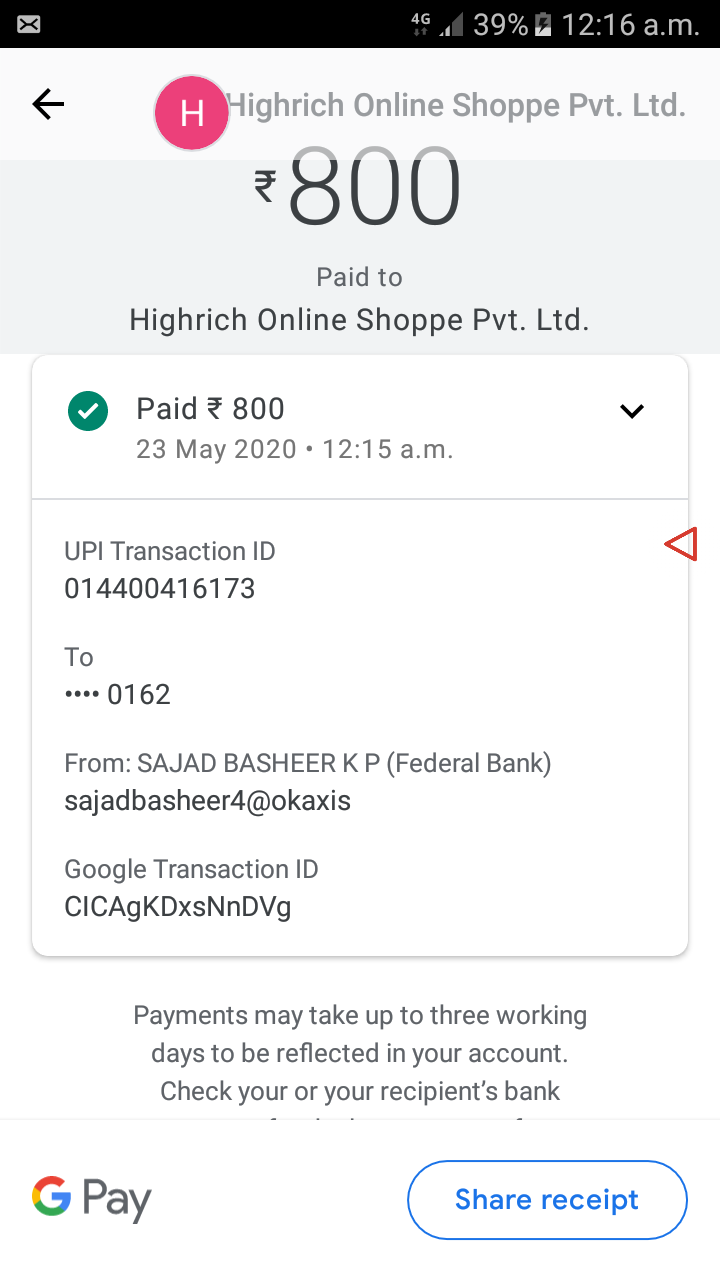 4G 39% 12:16 a.m.
H Highrich Online Shoppe Pvt. Ltd.
₹800
Paid to
Highrich Online Shoppe Pvt. Ltd.
Paid ₹ 800
23 May 2020 • 12:15 a.m.
UPI Transaction ID
014400416173
To
•••• 0162
From: SAJAD BASHEER K P (Federal Bank)
sajadbasheer4@okaxis
Google Transaction ID
CICAgKDxsNnDVg
Payments may take up to three working
days to be reflected in your account.
Check your or your recipient’s bank
G Pay
Share receipt